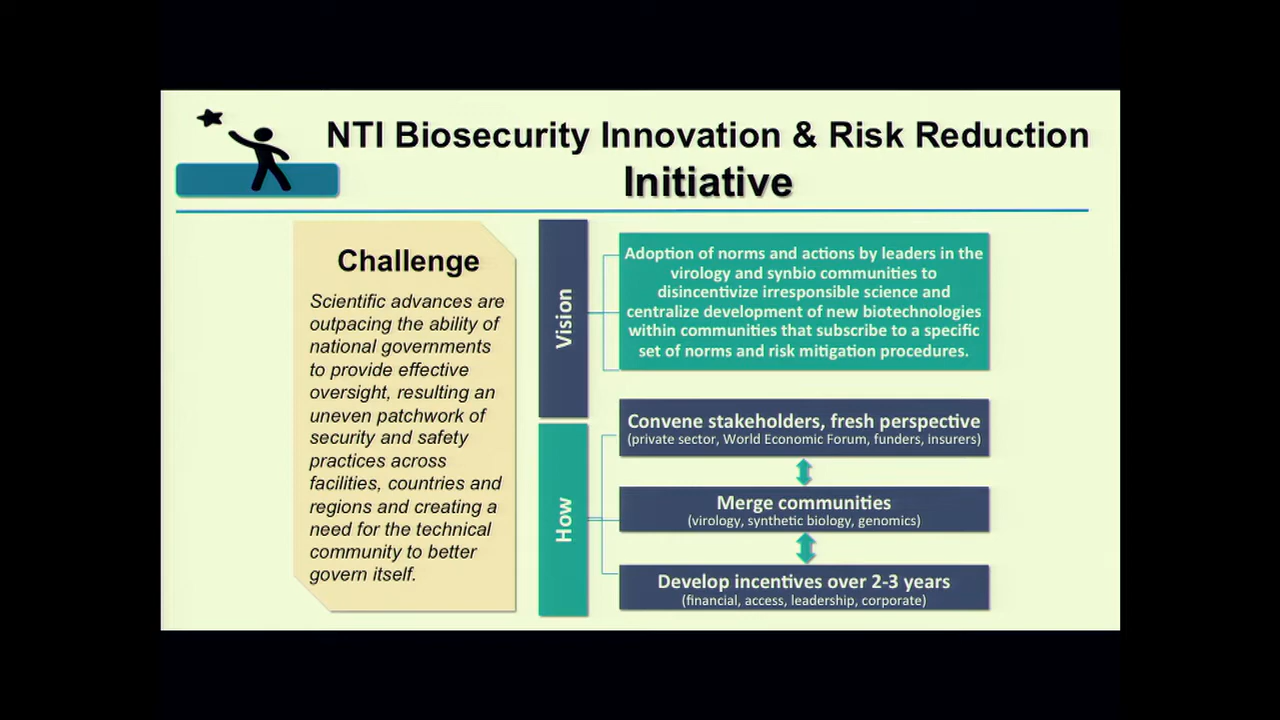 NTI Biosecurity Innovation & Risk Reduction
Initiative
Challenge
Scientific advances are
outpacing the ability of
national governments
to provide effective
oversight, resulting an
uneven patchwork of
security and safety
practices across
facilities, countries and
regions and creating a
need for the technical
community to better
govern itself.
Vision
Adoption of norms and actions by leaders in the
virology and synbio communities to
disincentivize irresponsible science and
centralize development of new biotechnologies
within communities that subscribe to a specific
set of norms and risk mitigation procedures.
How
Convene stakeholders, fresh perspective
(private sector, World Economic Forum, funders, insurers)
Merge communities
(virology, synthetic biology, genomics)
Develop incentives over 2-3 years
(financial, access, leadership, corporate)